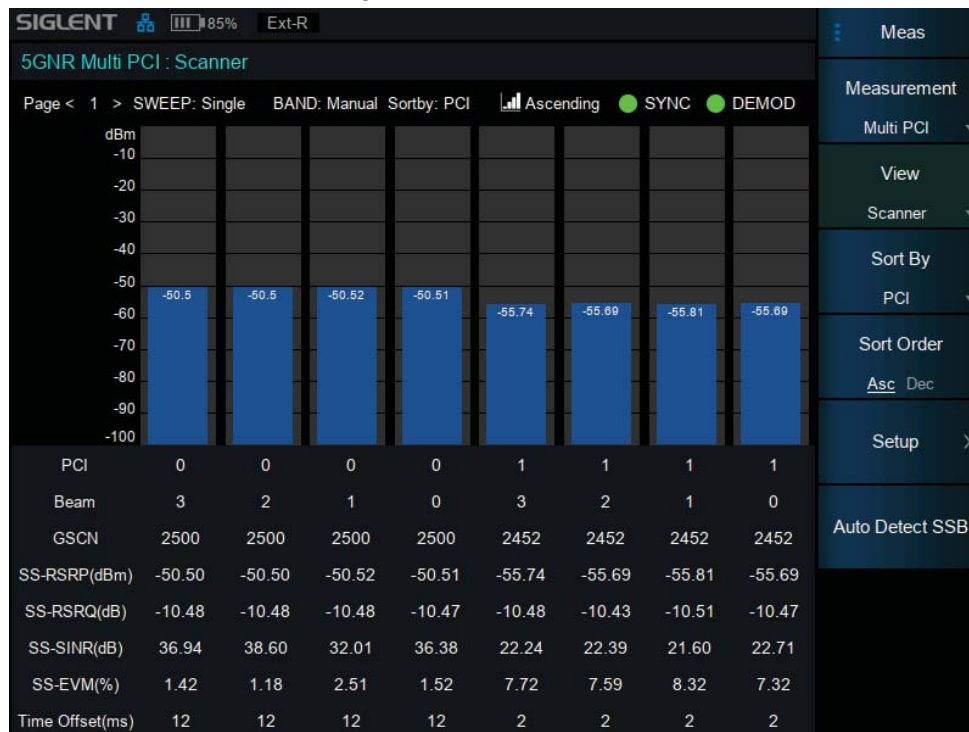 SIGLENT 85% Ext-R
5GNR Multi PCI : Scanner
Page < 1 > SWEEP: Single BAND: Manual Sortby: PCI Ascending SYNC DEMOD
dBm
-10
-20
-30
-40
-50
-60
-70
-80
-90
-100
-50.5 -50.5 -50.52 -50.51 -55.74 -55.69 -55.81 -55.69
PCI 0 0 0 0 1 1 1 1
Beam 3 2 1 0 3 2 1 0
GSCN 2500 2500 2500 2500 2452 2452 2452 2452
SS-RSRP(dBm) -50.50 -50.50 -50.52 -50.51 -55.74 -55.69 -55.81 -55.69
SS-RSRQ(dB) -10.48 -10.48 -10.48 -10.47 -10.48 -10.43 -10.51 -10.47
SS-SINR(dB) 36.94 38.60 32.01 36.38 22.24 22.39 21.60 22.71
SS-EVM(%) 1.42 1.18 2.51 1.52 7.72 7.59 8.32 7.32
Time Offset(ms) 12 12 12 12 2 2 2 2
Meas
Measurement
Multi PCI
View
Scanner
Sort By
PCI
Sort Order
Asc Dec
Setup
Auto Detect SSB